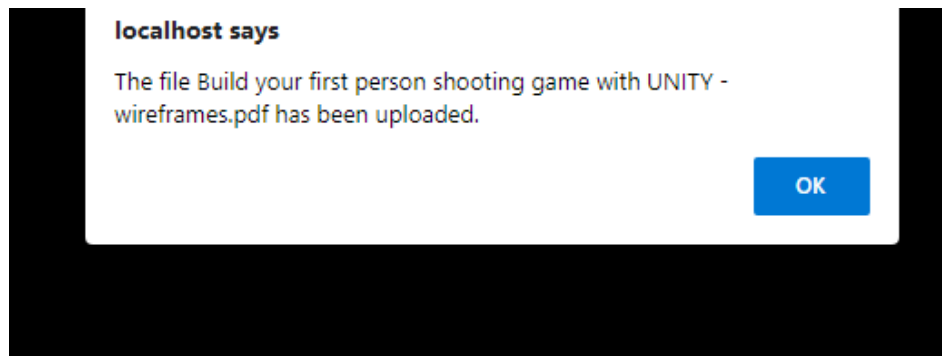 localhost says
The file Build your first person shooting game with UNITY -
wireframes.pdf has been uploaded.
OK